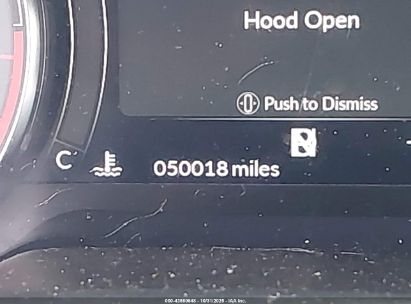 Hood Open
Push to Dismiss
N
C
050018 miles